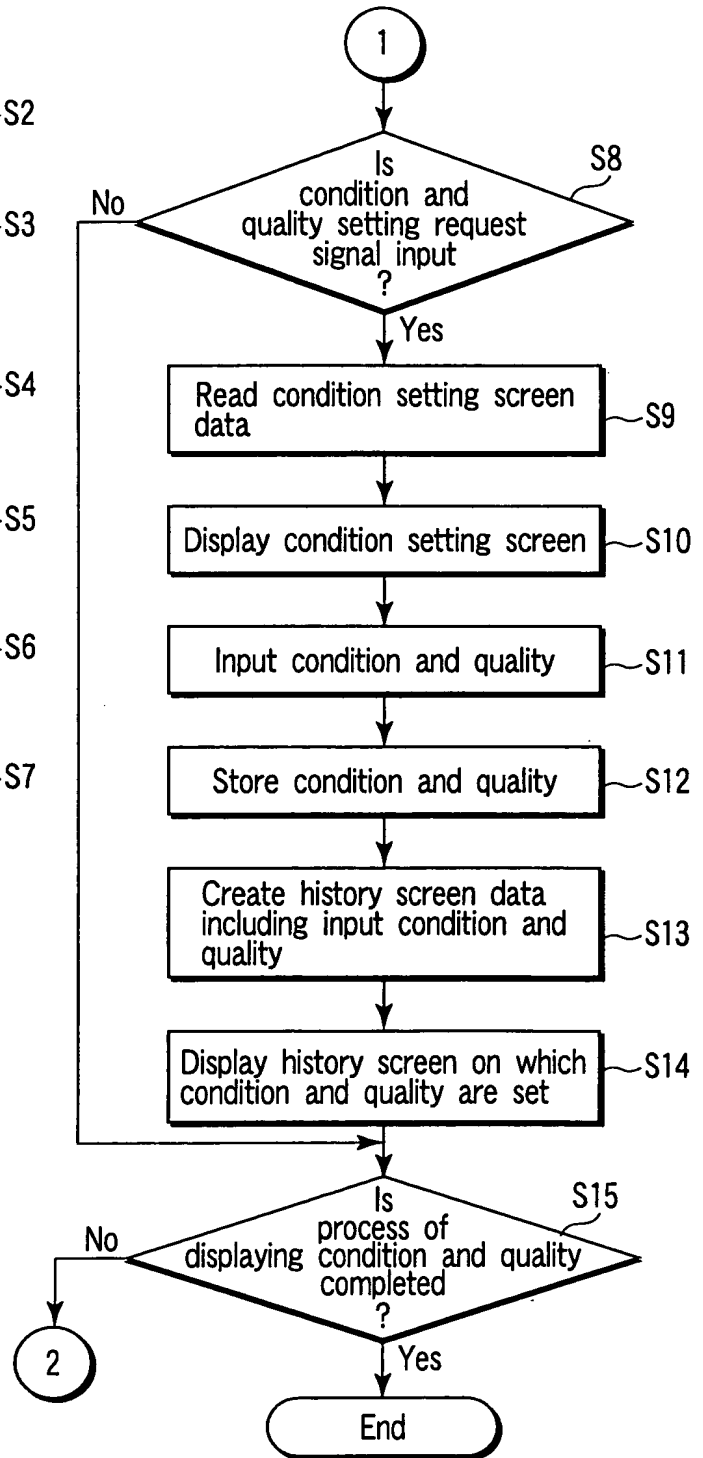 1
S2
Is
condition and
quality setting request
signal input
?
S8
No
S3
Yes
S4
Read condition setting screen
data
S9
S5
Display condition setting screen
S10
S6
Input condition and quality
S11
S7
Store condition and quality
S12
Create history screen data
including input condition and
quality
S13
Display history screen on which
condition and quality are set
S14
Is
process of
displaying condition and quality
completed
?
S15
No
2
Yes
End